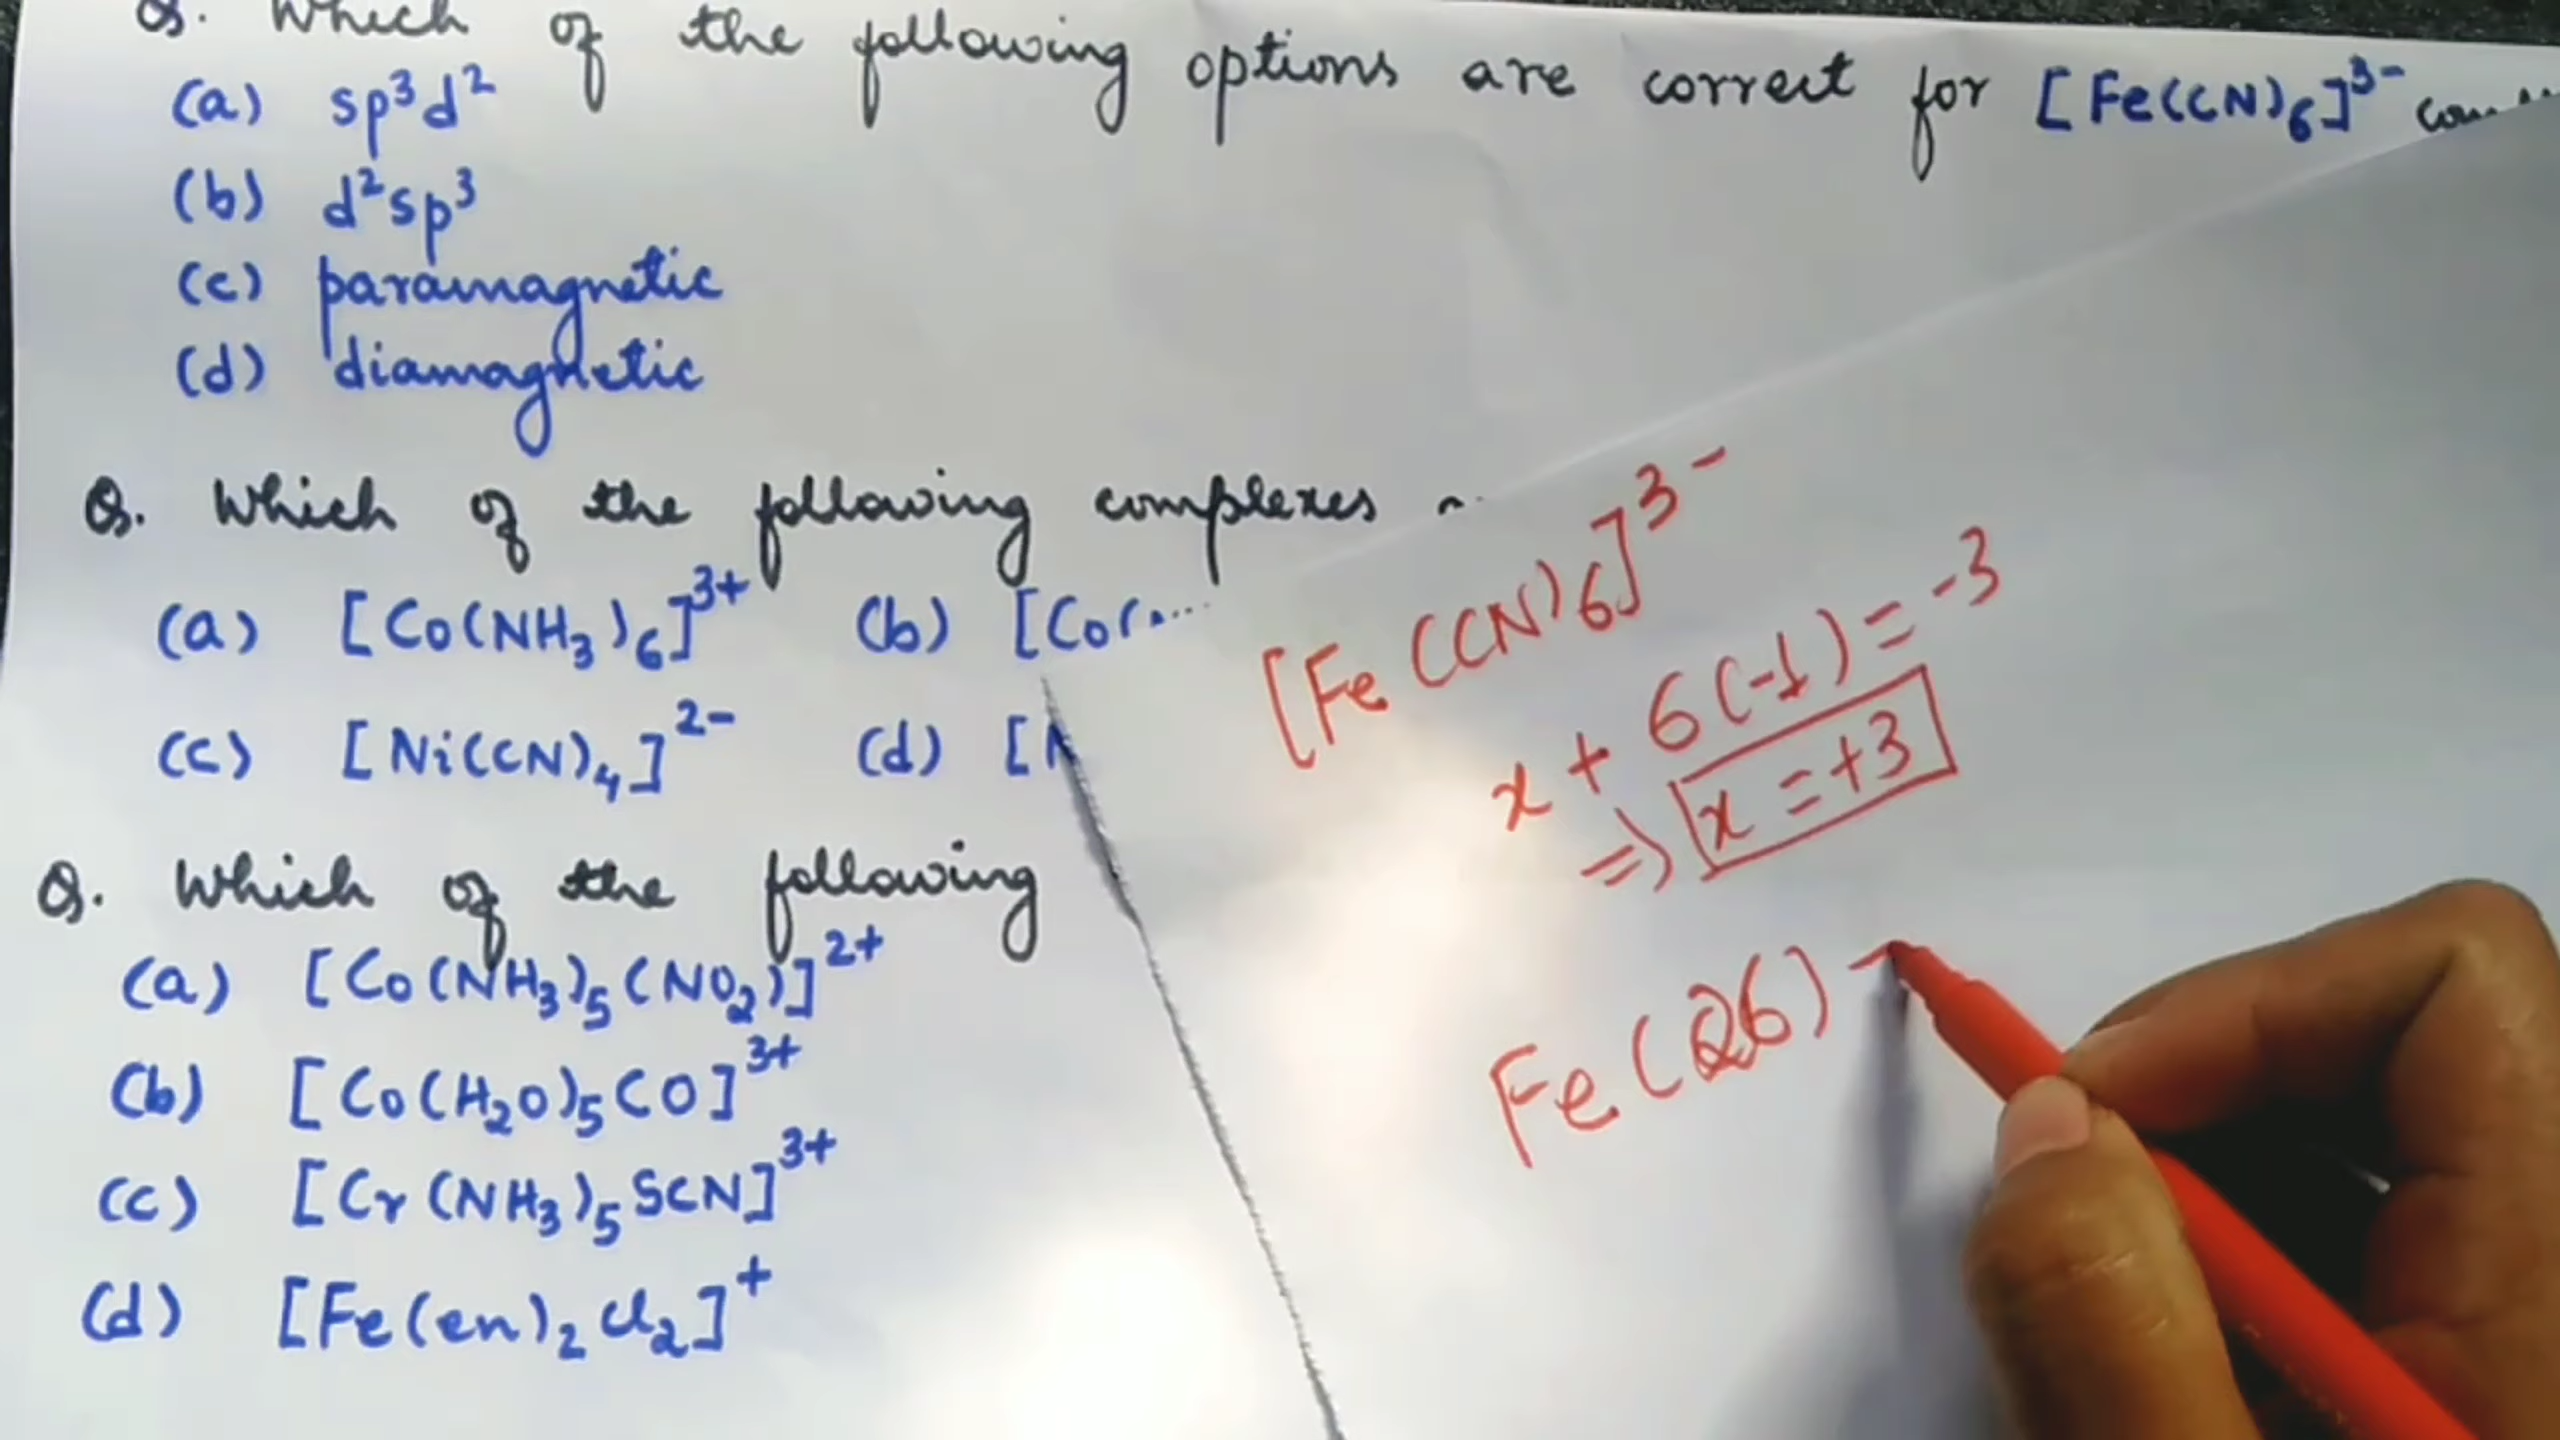 Q. Which of the following options are correct for [Fe(CN)₆]³⁻
(a) sp³d²
(b) d²sp³
(c) paramagnetic
(d) diamagnetic
Q. Which of the following complexes
(a) [Co(NH₃)₆]³⁺ (b) [Co(
(c) [Ni(CN)₄]²⁻ (d) [N
Q. Which of the following
(a) [Co(NH₃)₅(NO₂)]²⁺
(b) [Co(H₂O)₅CO]³⁺
(c) [Cr(NH₃)₅SCN]³⁺
(d) [Fe(en)₂Cl₂]⁺
[Fe(CN)₆]³⁻
x + 6(-1) = -3
=> x = +3
Fe(26) -